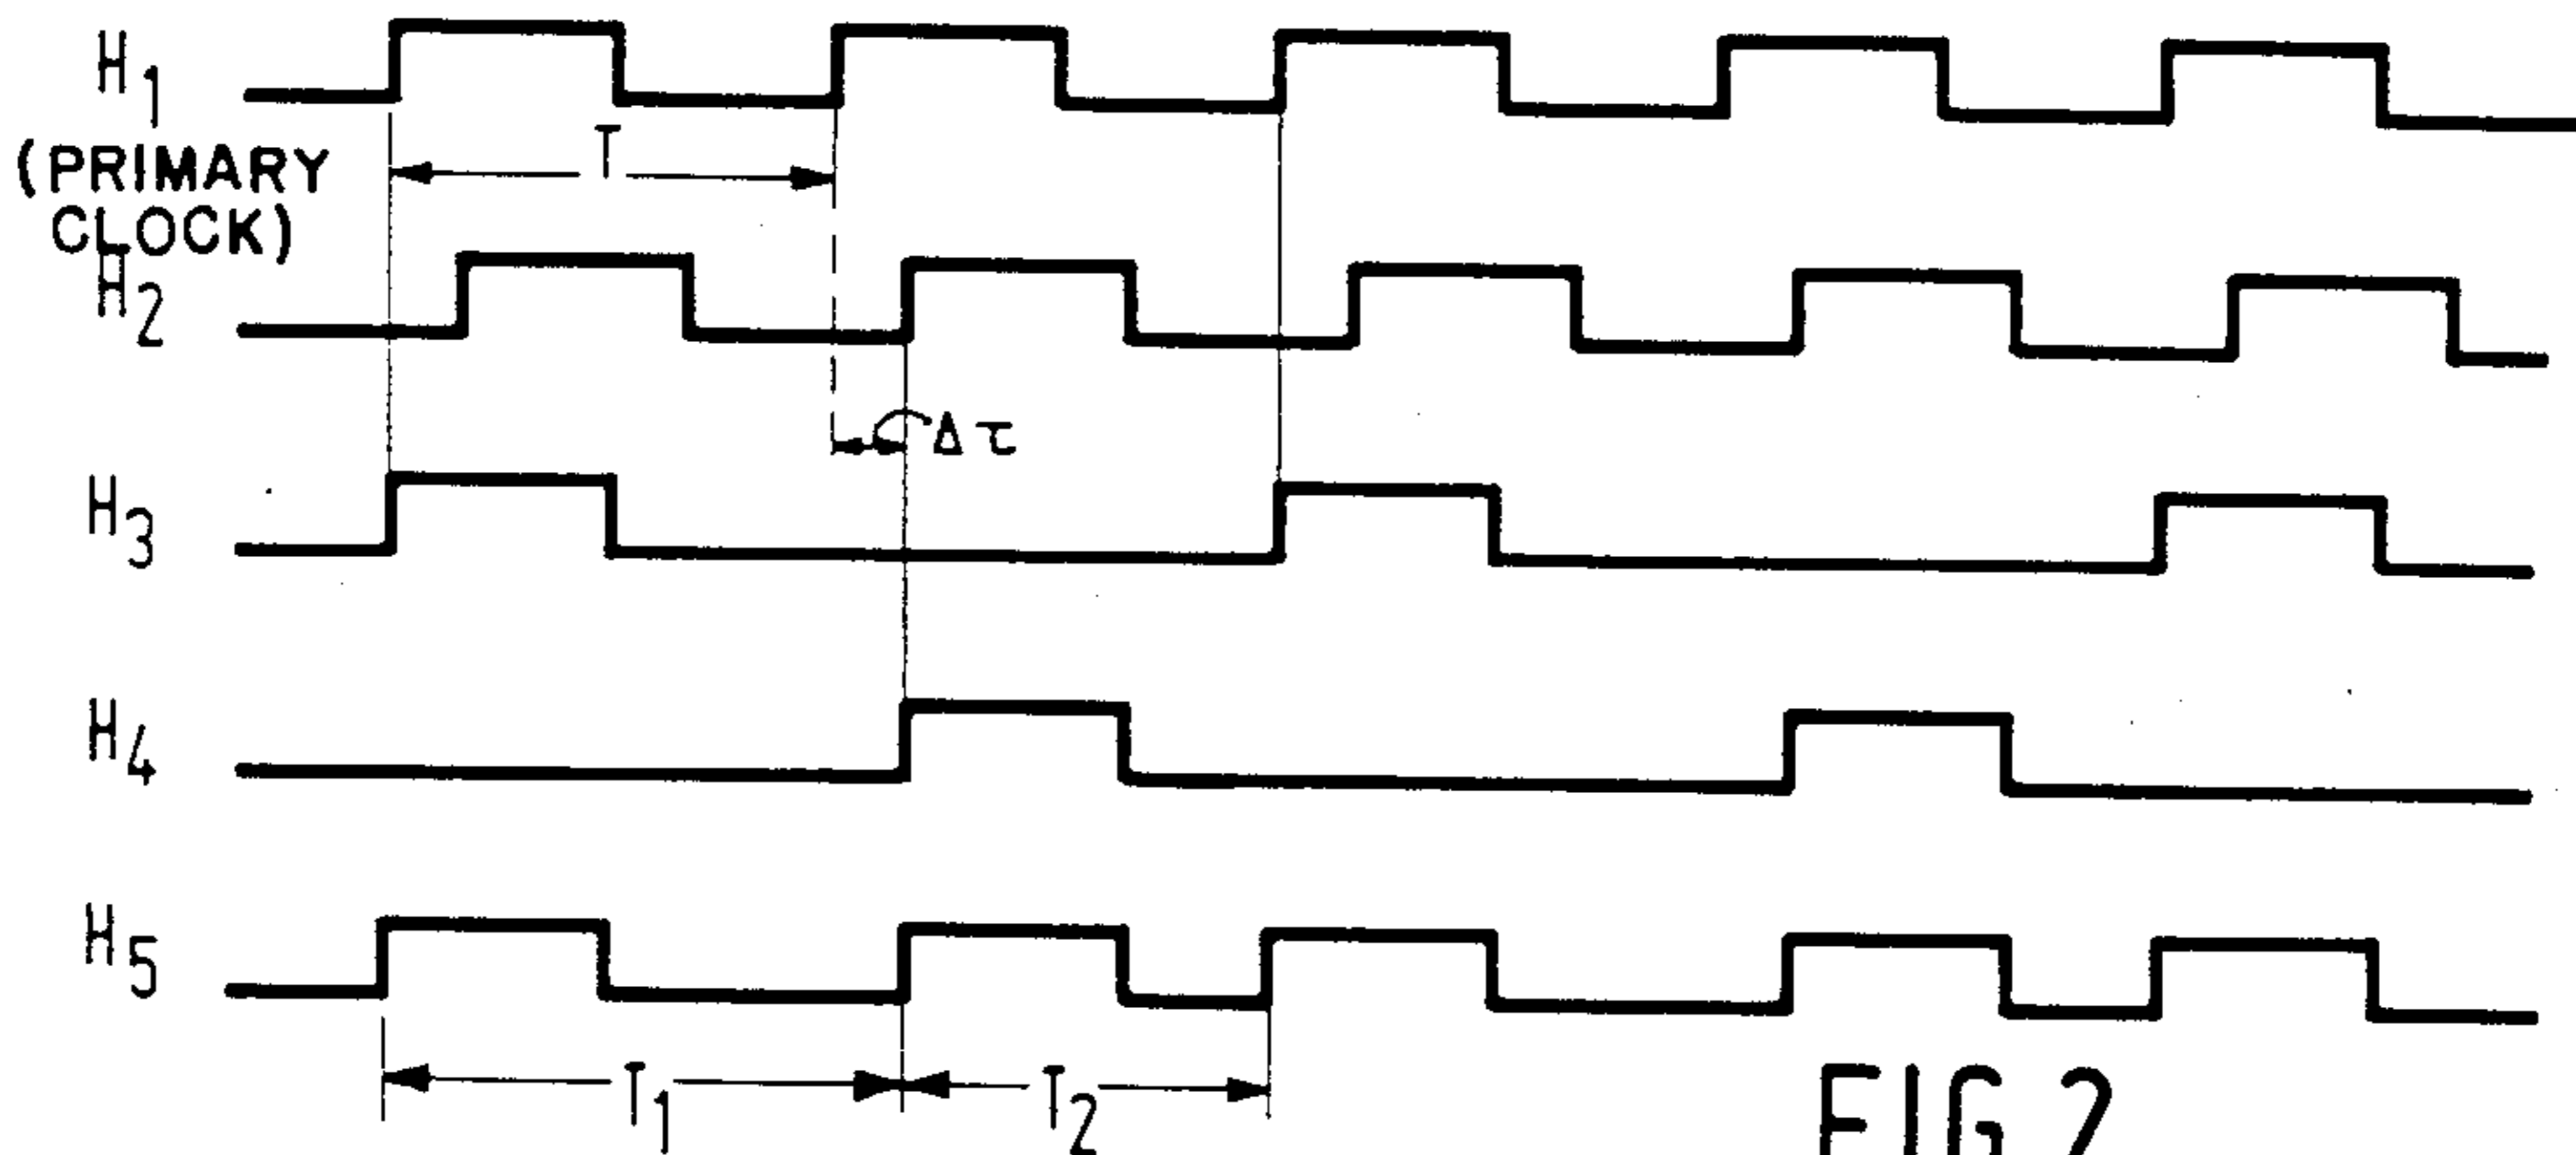 H1
(PRIMARY
CLOCK)
T
H2
Δτ
H3
H4
H5
T1
T2
FIG.2